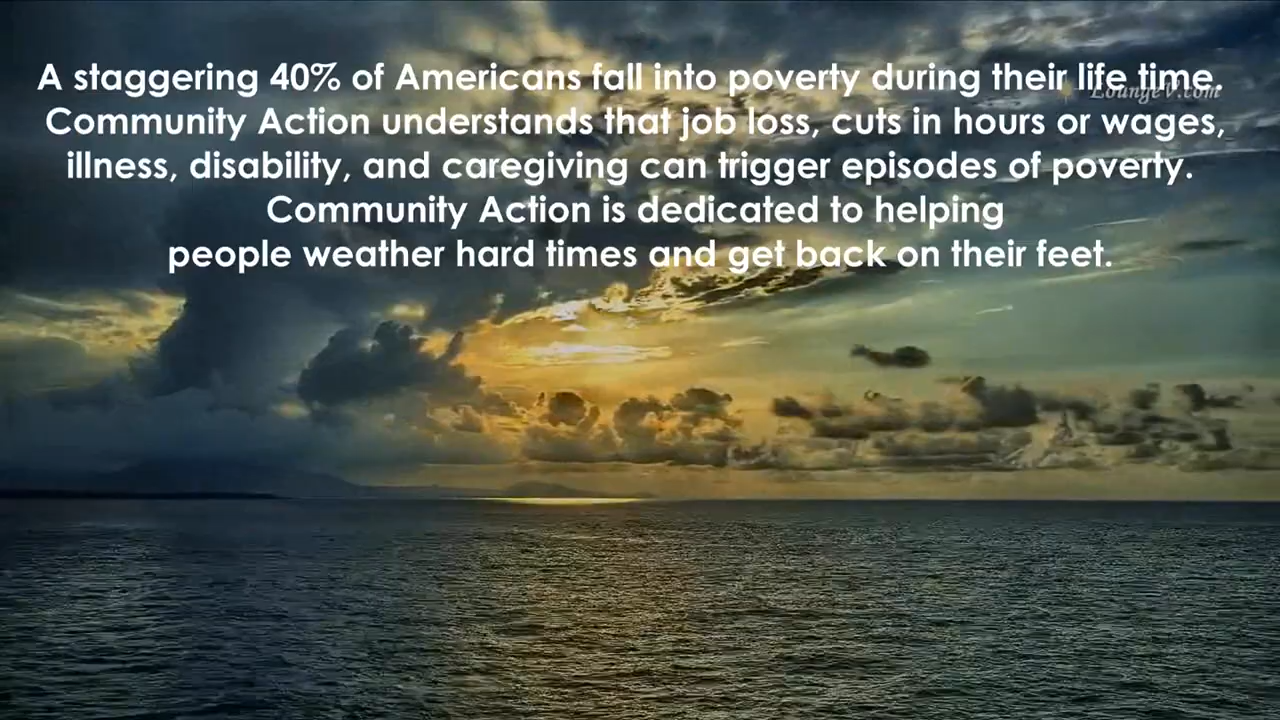 A staggering 40% of Americans fall into poverty during their life time.
LoungeV.com
Community Action understands that job loss, cuts in hours or wages,
illness, disability, and caregiving can trigger episodes of poverty.
Community Action is dedicated to helping
people weather hard times and get back on their feet.